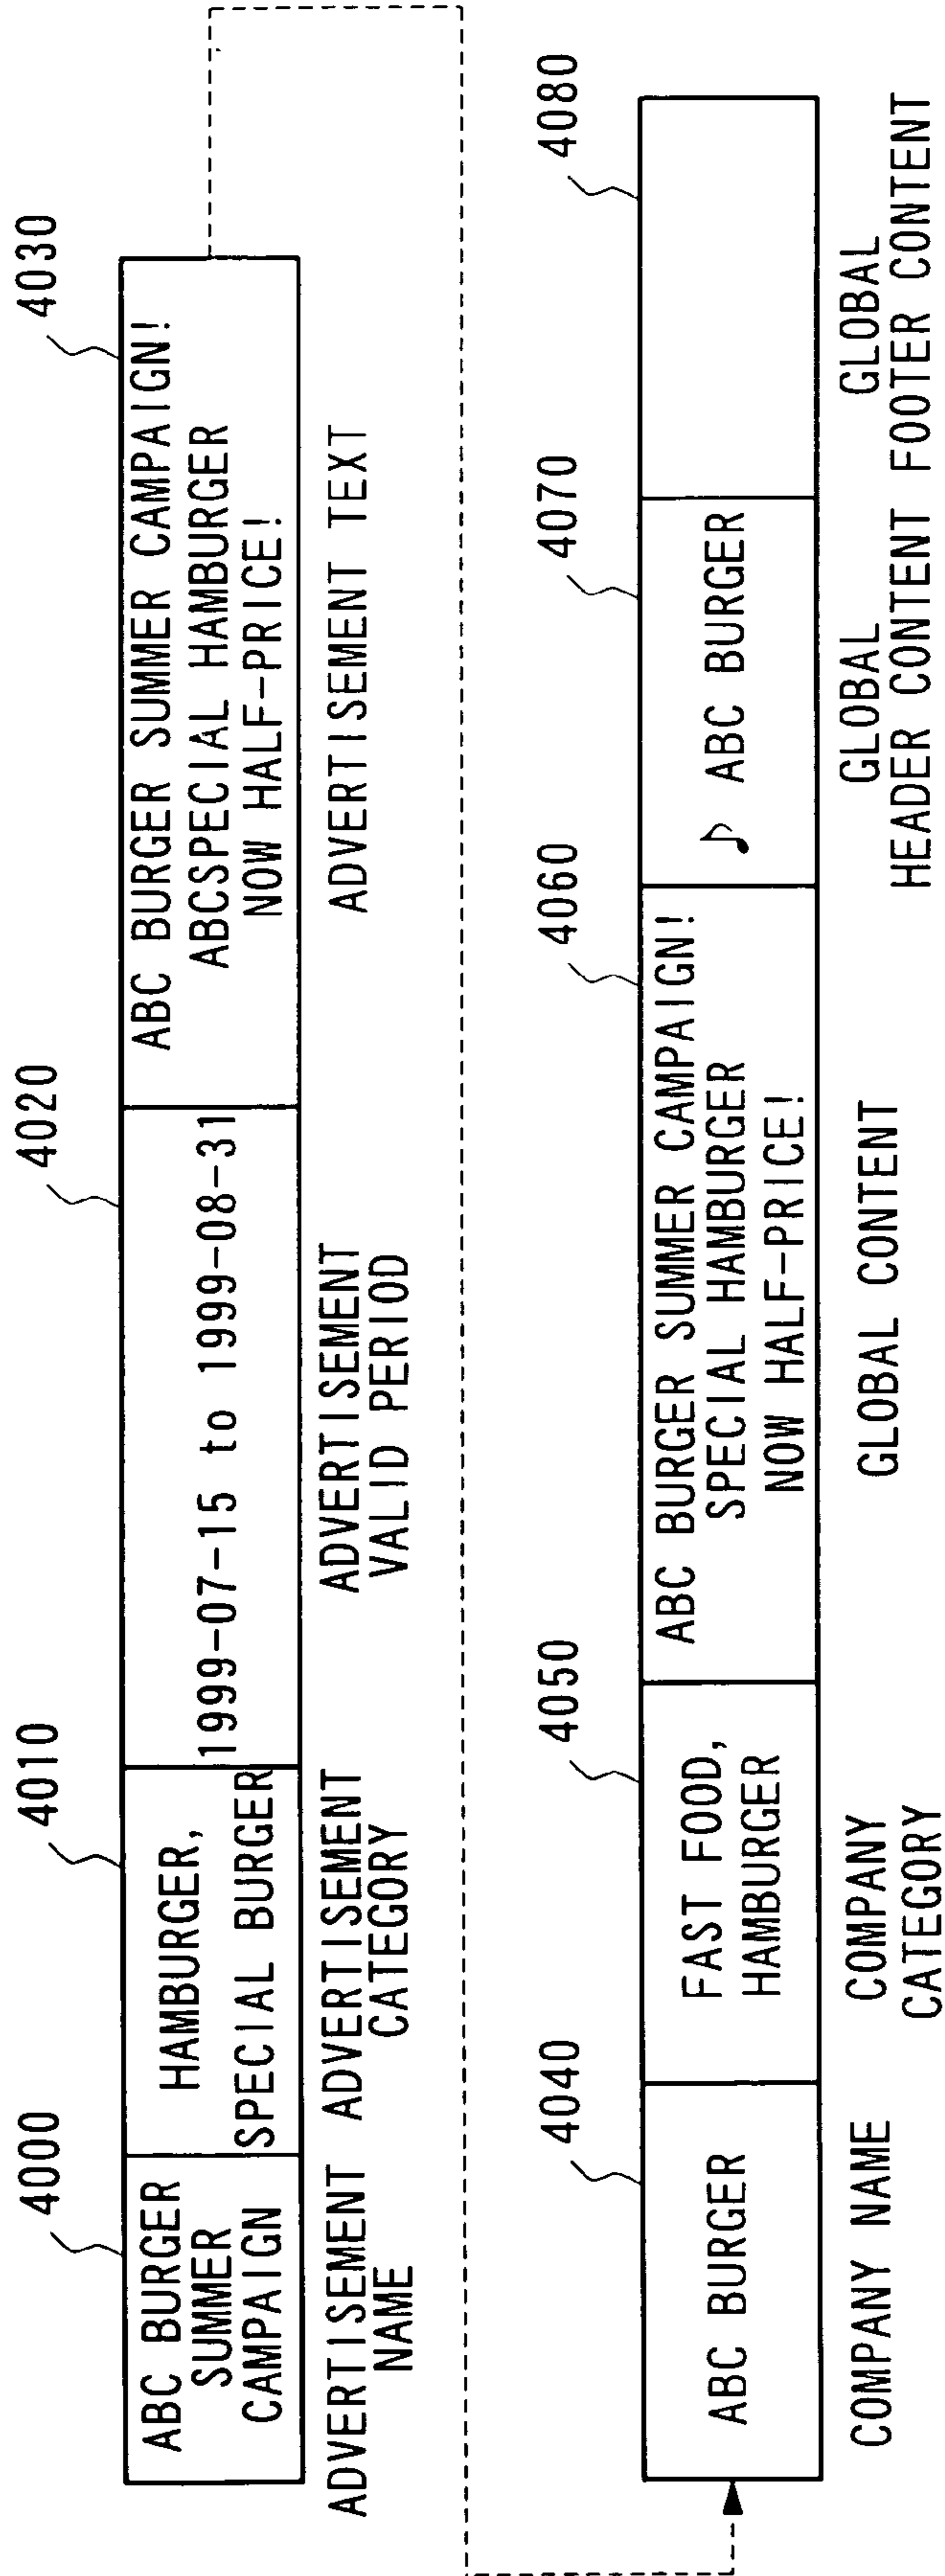 4000
4010
4020
4030
ABC BURGER
SUMMER
CAMPAIGN
HAMBURGER,
SPECIAL BURGER
1999-07-15 to 1999-08-31
ABC BURGER SUMMER CAMPAIGN!
ABCSPECIAL HAMBURGER
NOW HALF-PRICE!
ADVERTISEMENT
NAME
ADVERTISEMENT
CATEGORY
ADVERTISEMENT
VALID PERIOD
ADVERTISEMENT TEXT
4040
4050
4060
4070
4080
ABC BURGER
FAST FOOD,
HAMBURGER
ABC BURGER SUMMER CAMPAIGN!
SPECIAL HAMBURGER
NOW HALF-PRICE!
♪ ABC BURGER
COMPANY NAME
COMPANY
CATEGORY
GLOBAL CONTENT
GLOBAL
HEADER CONTENT
GLOBAL
FOOTER CONTENT